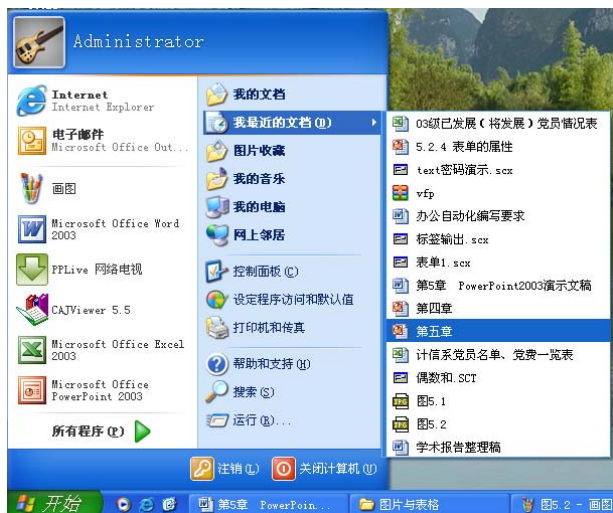 Administrator
Internet
Internet Explorer
电子邮件
Microsoft Office Out...
画图
Microsoft Office Word
2003
PPLive 网络电视
CAJViewer 5.5
Microsoft Office Excel
2003
Microsoft Office
PowerPoint 2003
所有程序(P)
我的文档
我最近的文档(D)
图片收藏
我的音乐
我的电脑
网上邻居
控制面板(C)
设定程序访问和默认值
打印机和传真
帮助和支持(H)
搜索(S)
运行(R)...
03级已发展(将发展)党员情况表
5.2.4 表单的属性
text密码演示.scx
vfp
办公自动化编写要求
标签输出.scx
表单1.scx
第5章 PowerPoint2003演示文稿
第四章
第五章
计信系党员名单、党费一览表
偶数和.SCT
图5.1
图5.2
学术报告整理稿
注销(L)
关闭计算机(U)
开始
第5章 PowerPoin...
图片与表格
图5.2 - 画图